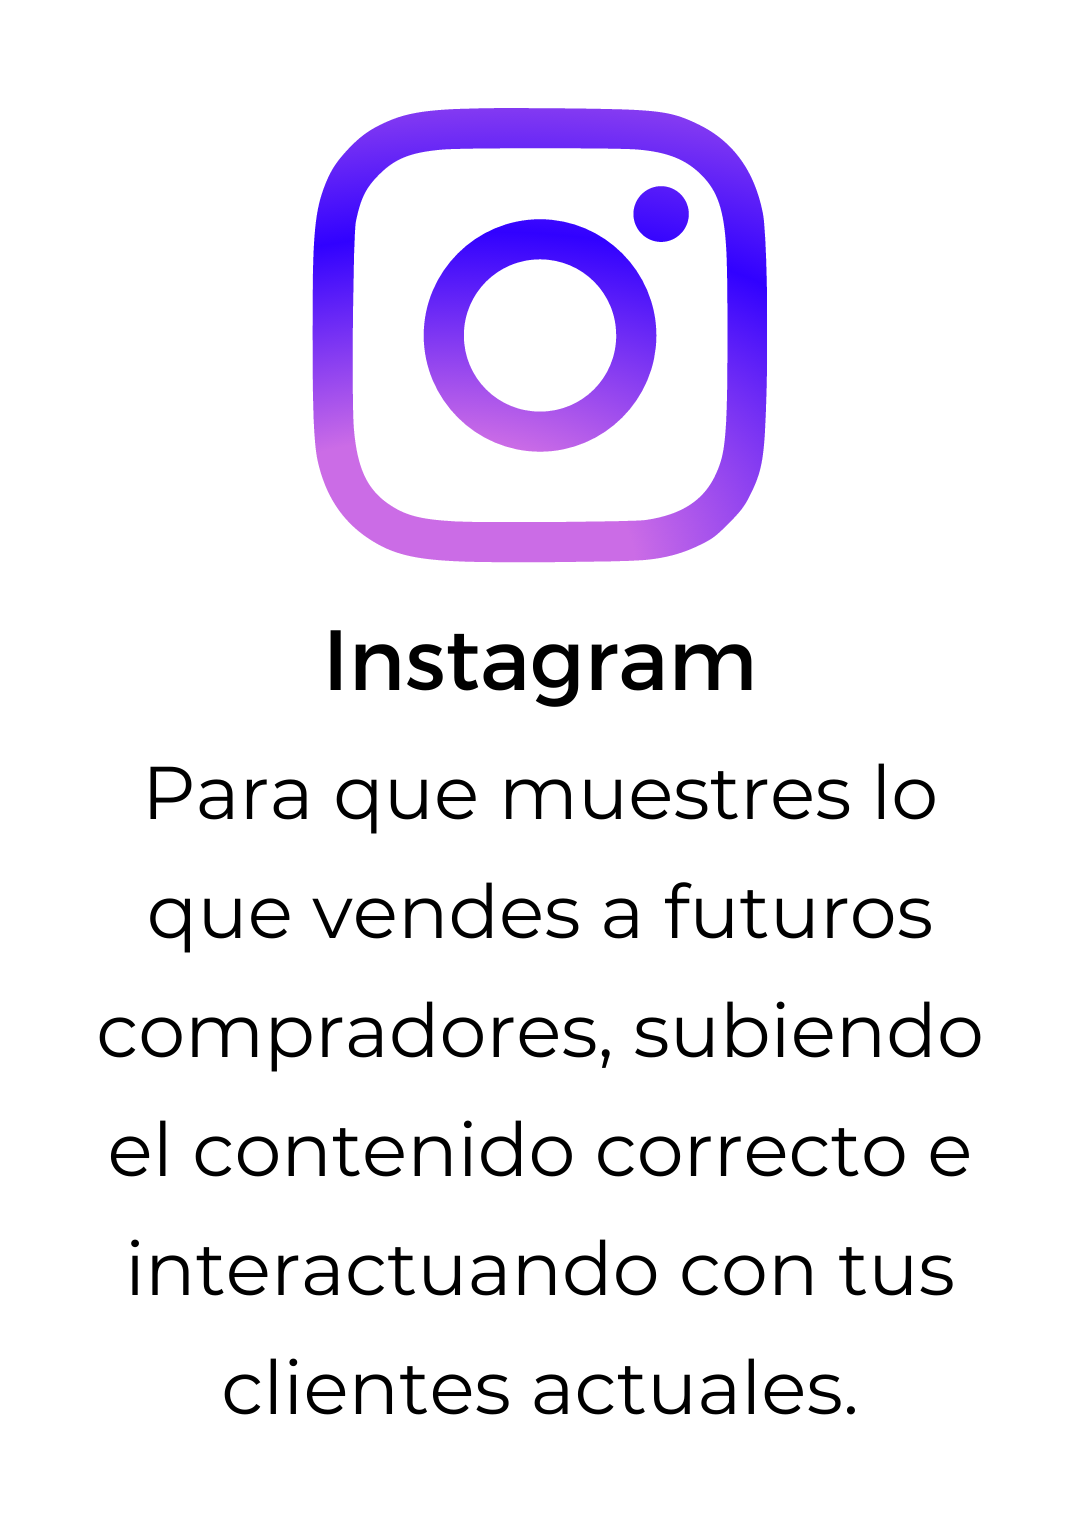 Instagram
Para que muestres lo
que vendes a futuros
compradores, subiendo
el contenido correcto e
interactuando con tus
clientes actuales.